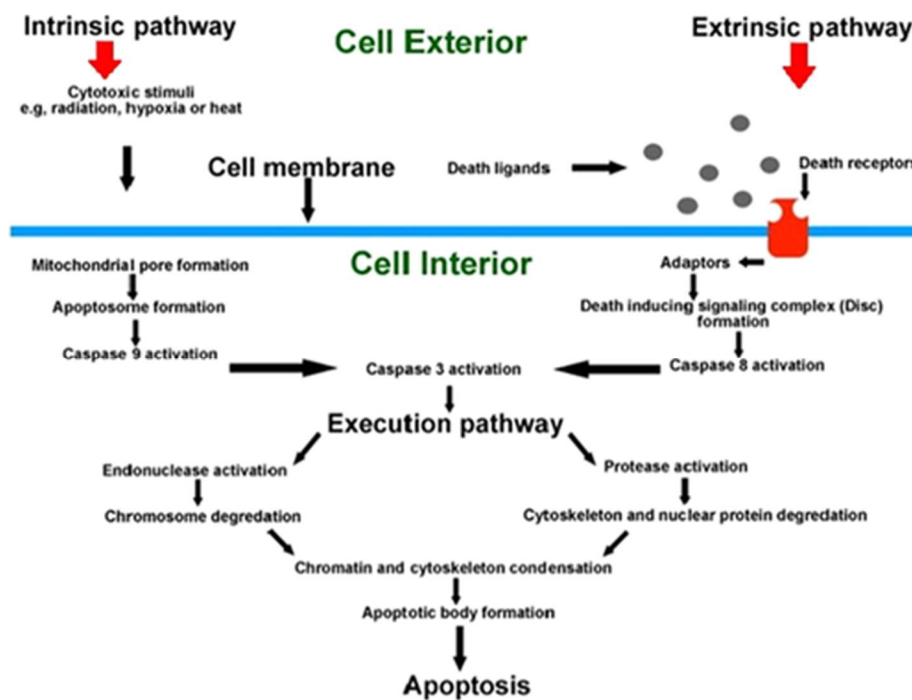 Intrinsic pathway
Cell Exterior
Extrinsic pathway
Cytotoxic stimuli
e.g, radiation, hypoxia or heat
Cell membrane
Death ligands
Death receptors
Cell Interior
Mitochondrial pore formation
Adaptors
Apoptosome formation
Death inducing signaling complex (Disc)
formation
Caspase 9 activation
Caspase 3 activation
Caspase 8 activation
Execution pathway
Endonuclease activation
Protease activation
Chromosome degredation
Cytoskeleton and nuclear protein degredation
Chromatin and cytoskeleton condensation
Apoptotic body formation
Apoptosis